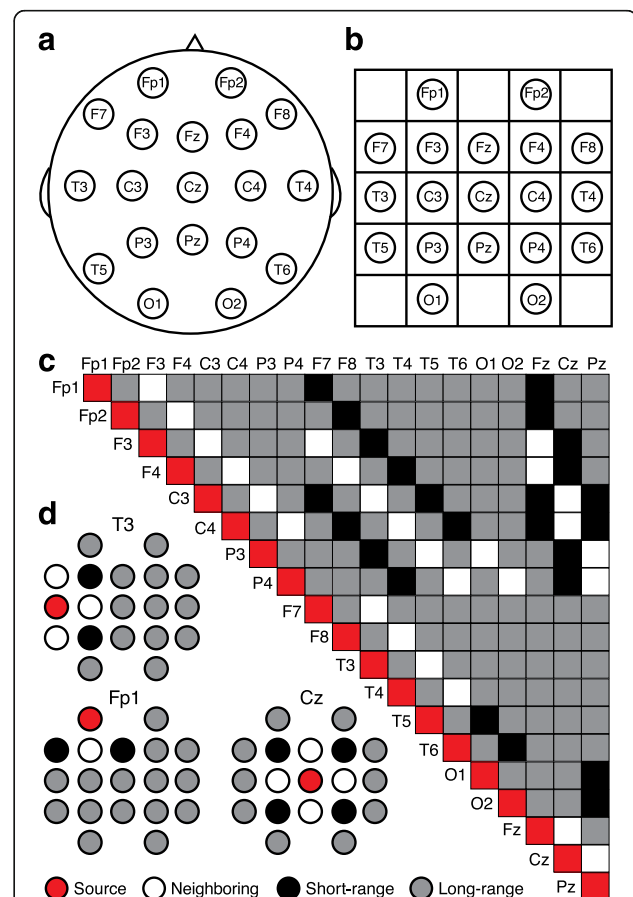 a
Fp1 Fp2
F7 F8
F3 Fz F4
T3 C3 Cz C4 T4
P3 Pz P4
T5 T6
O1 O2
b
Fp1 Fp2
F7 F3 Fz F4 F8
T3 C3 Cz C4 T4
T5 P3 Pz P4 T6
O1 O2
c
Fp1 Fp2 F3 F4 C3 C4 P3 P4 F7 F8 T3 T4 T5 T6 O1 O2 Fz Cz Pz
Fp1
Fp2
F3
F4
C3
C4
P3
P4
F7
F8
T3
T4
T5
T6
O1
O2
Fz
Cz
Pz
d
T3
Fp1
Cz
Source Neighboring Short-range Long-range